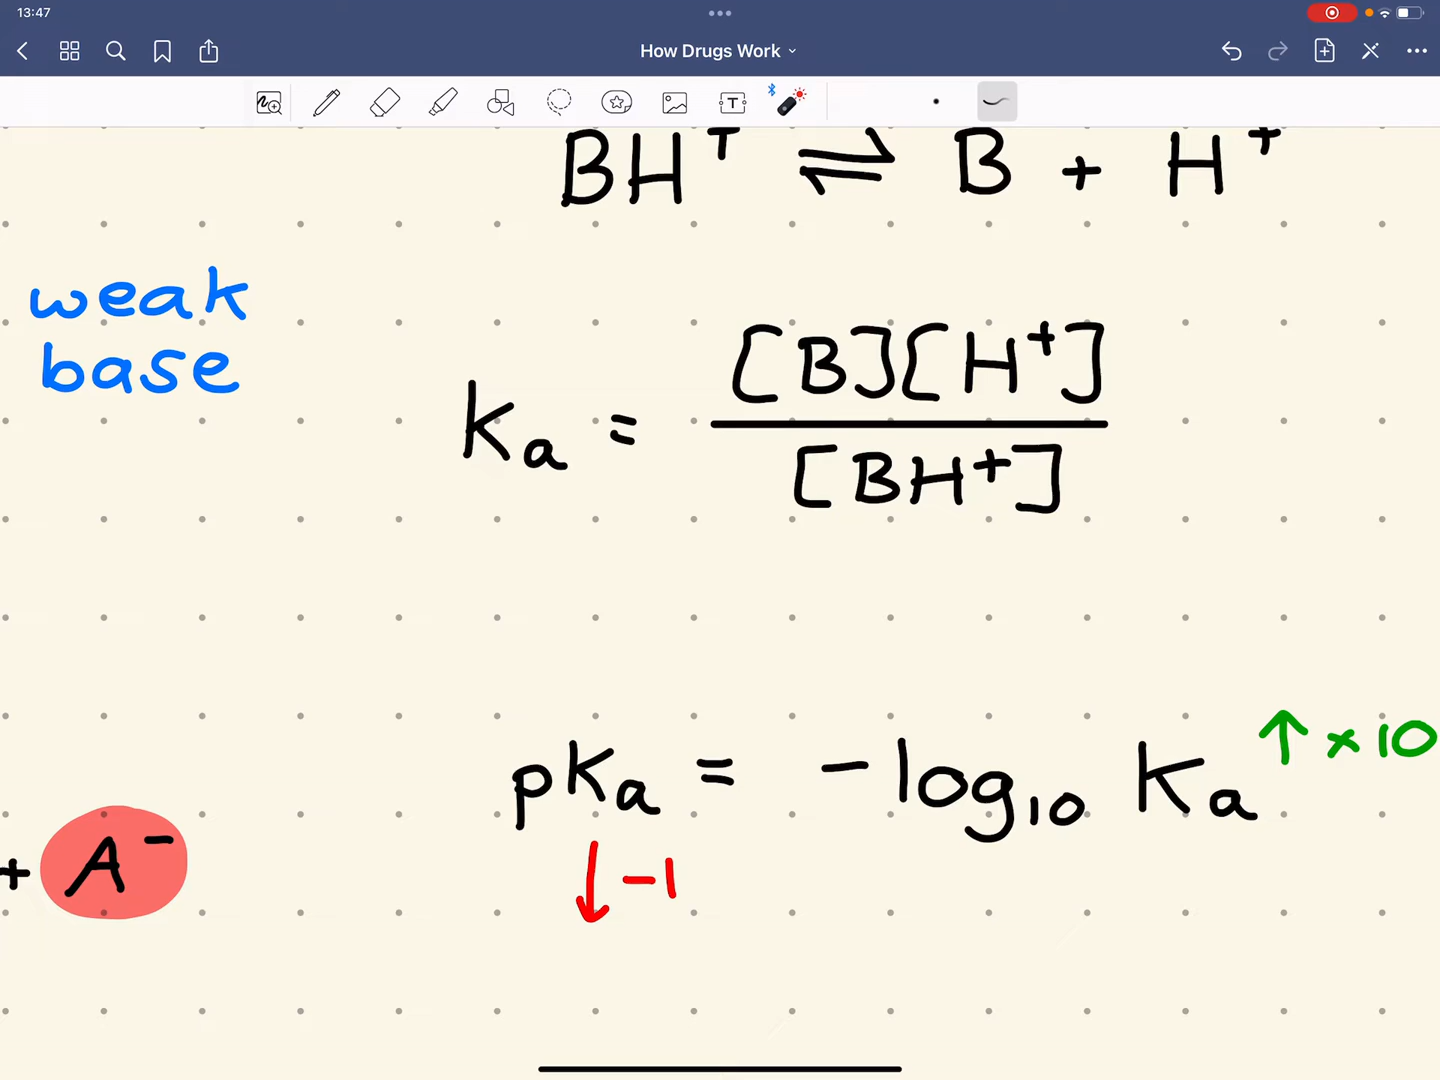 13:47
How Drugs Work
T
BH⁺ ⇌ B + H⁺
weak
base
Ka = [B][H⁺]
[BH⁺]
pKa = -log₁₀ Ka ↑ × 10
+ A⁻
↓ -1